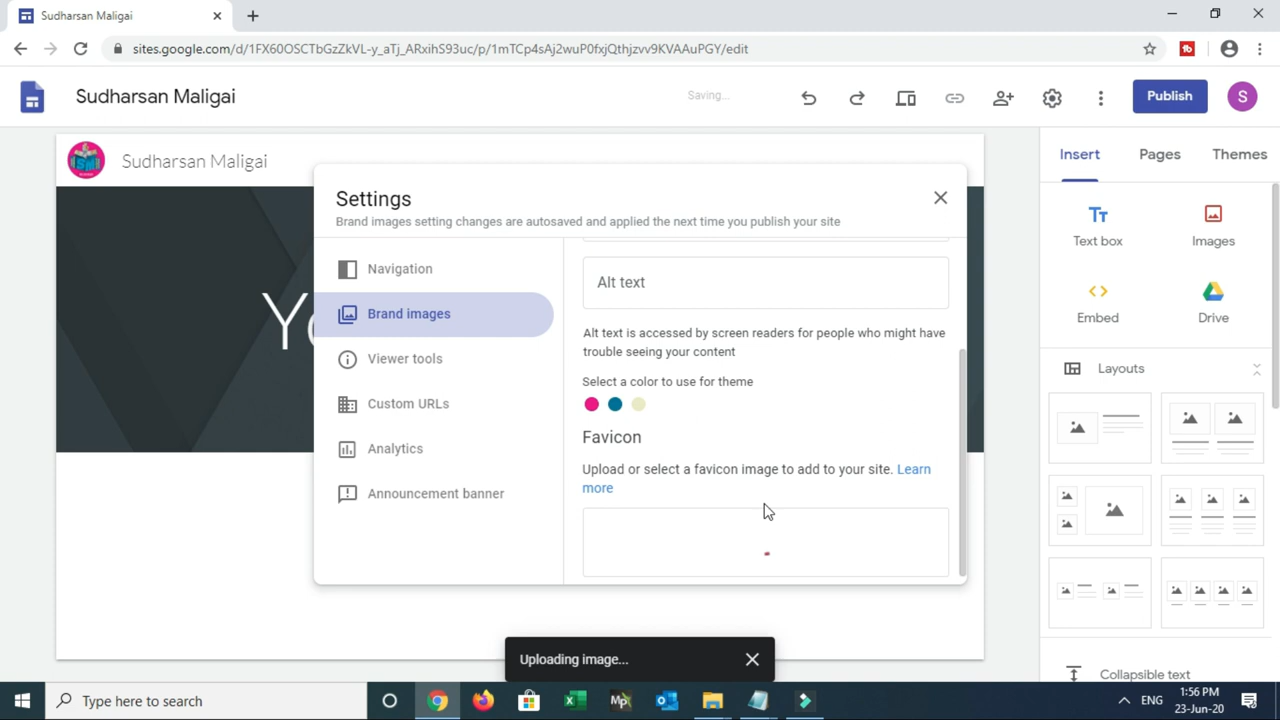 Sudharsan Maligai
sites.google.com/d/1FX60OSCTbGzZkVL-y_aTj_ARxihS93uc/p/1mTCp4sAj2wuP0fxjQthjzvv9KVAAuPGY/edit
Sudharsan Maligai
Saving...
Publish
S
Sudharsan Maligai
Insert
Pages
Themes
Settings
Brand images setting changes are autosaved and applied the next time you publish your site
Navigation
Brand images
Viewer tools
Custom URLs
Analytics
Announcement banner
Alt text
Alt text is accessed by screen readers for people who might have
trouble seeing your content
Select a color to use for theme
Favicon
Upload or select a favicon image to add to your site. Learn
more
Tt
Text box
Images
Embed
Drive
Layouts
Collapsible text
Uploading image...
Type here to search
ENG
1:56 PM
23-Jun-20